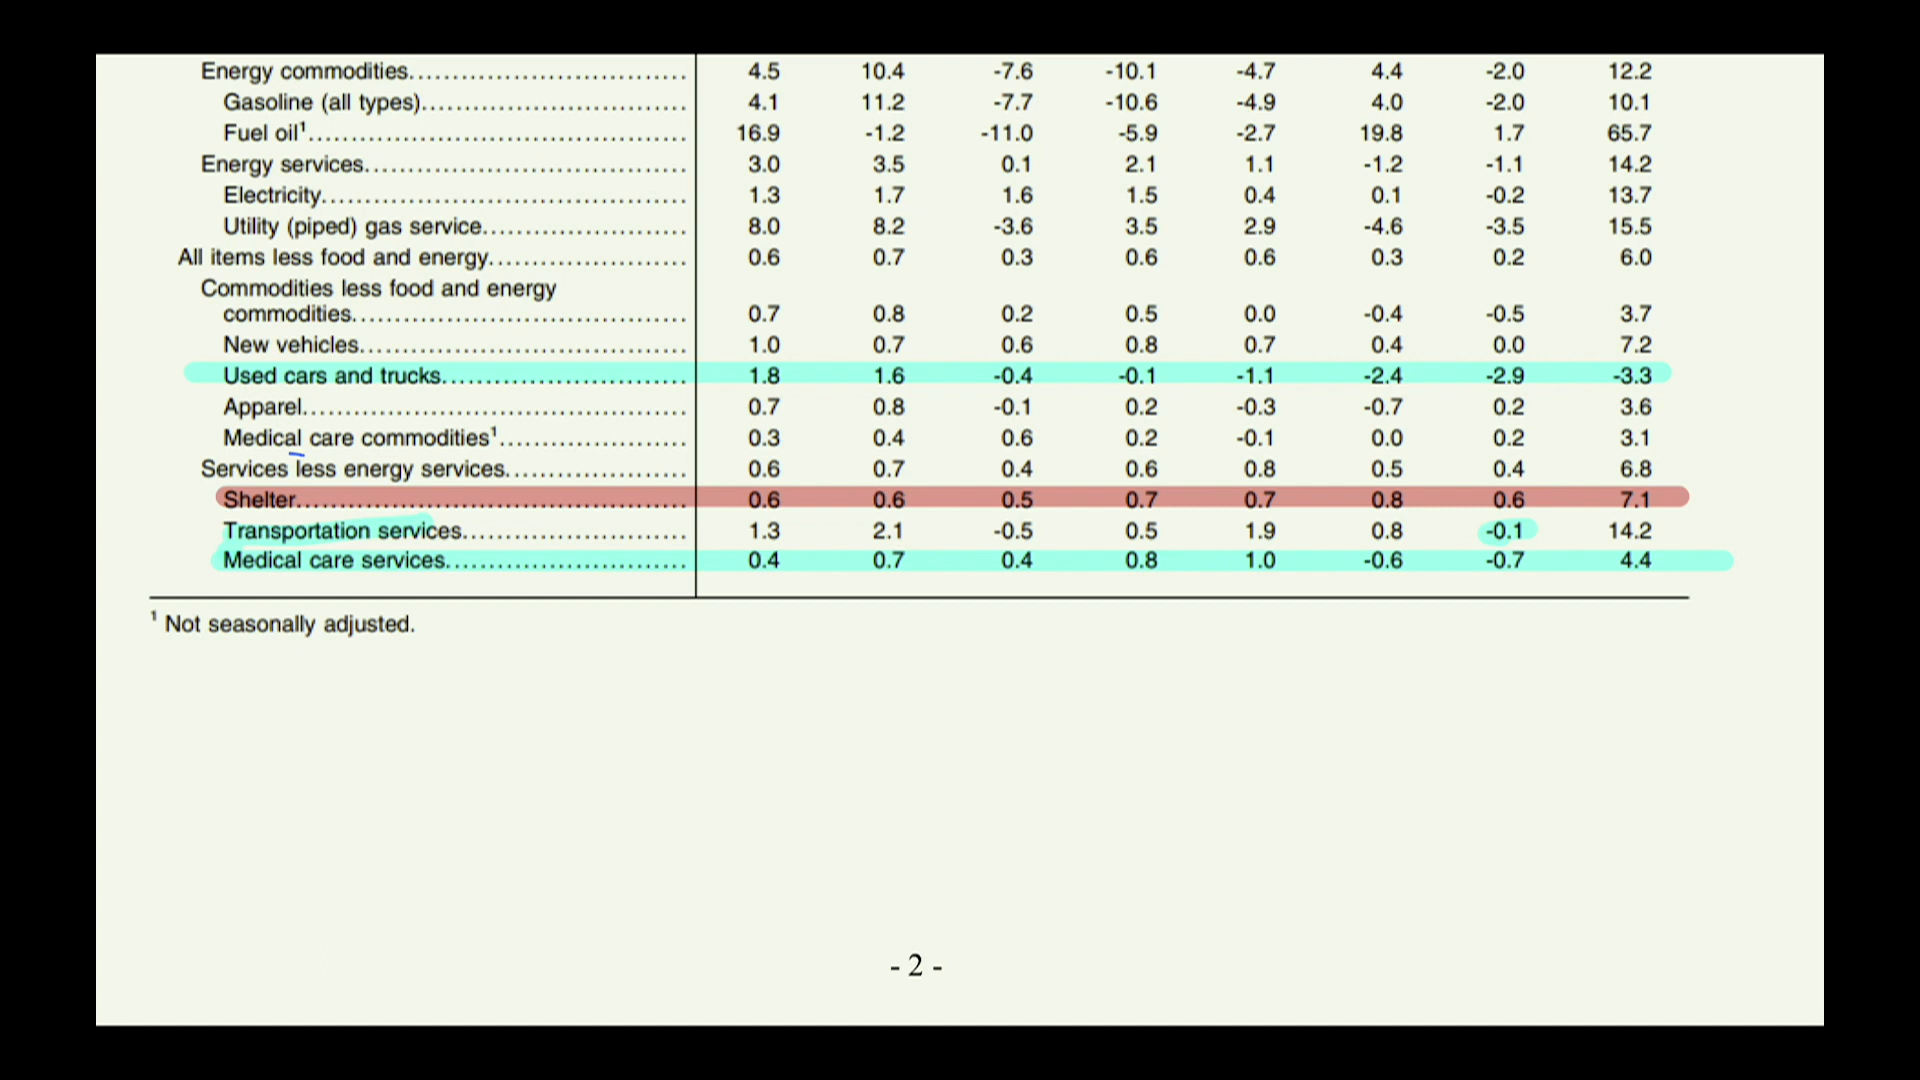 Energy commodities................................ 4.5 10.4 -7.6 -10.1 -4.7 4.4 -2.0 12.2
Gasoline (all types)............................... 4.1 11.2 -7.7 -10.6 -4.9 4.0 -2.0 10.1
Fuel oil¹............................................ 16.9 -1.2 -11.0 -5.9 -2.7 19.8 1.7 65.7
Energy services..................................... 3.0 3.5 0.1 2.1 1.1 -1.2 -1.1 14.2
Electricity.......................................... 1.3 1.7 1.6 1.5 0.4 0.1 -0.2 13.7
Utility (piped) gas service........................ 8.0 8.2 -3.6 3.5 2.9 -4.6 -3.5 15.5
All items less food and energy....................... 0.6 0.7 0.3 0.6 0.6 0.3 0.2 6.0
Commodities less food and energy
commodities....................................... 0.7 0.8 0.2 0.5 0.0 -0.4 -0.5 3.7
New vehicles...................................... 1.0 0.7 0.6 0.8 0.7 0.4 0.0 7.2
Used cars and trucks............................ 1.8 1.6 -0.4 -0.1 -1.1 -2.4 -2.9 -3.3
Apparel............................................ 0.7 0.8 -0.1 0.2 -0.3 -0.7 0.2 3.6
Medical care commodities¹...................... 0.3 0.4 0.6 0.2 -0.1 0.0 0.2 3.1
Services less energy services..................... 0.6 0.7 0.4 0.6 0.8 0.5 0.4 6.8
Shelter............................................. 0.6 0.6 0.5 0.7 0.7 0.8 0.6 7.1
Transportation services.......................... 1.3 2.1 -0.5 0.5 1.9 0.8 -0.1 14.2
Medical care services............................ 0.4 0.7 0.4 0.8 1.0 -0.6 -0.7 4.4
¹ Not seasonally adjusted.
- 2 -